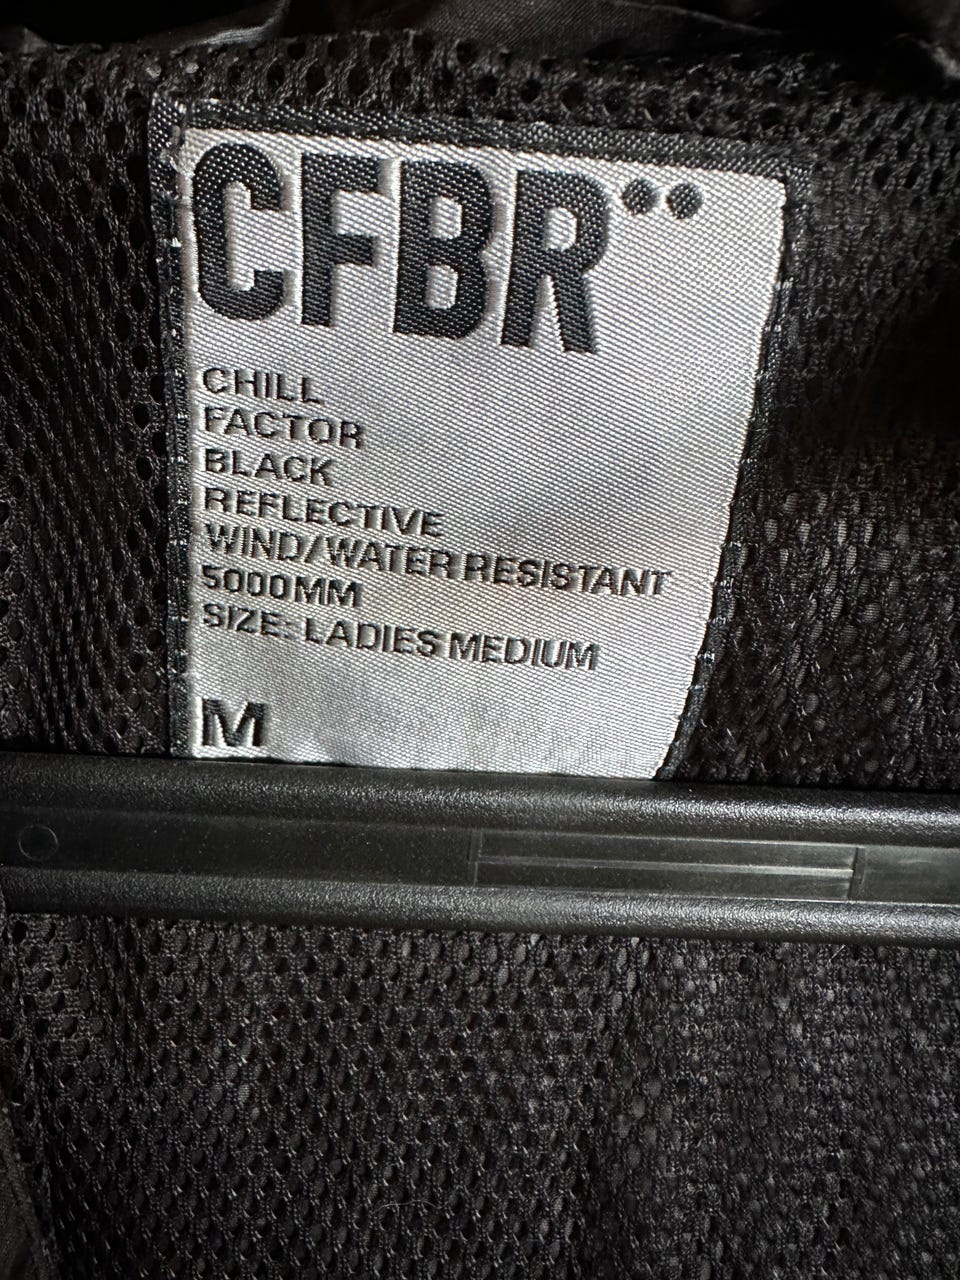 CFBR¨
CHILL
FACTOR
BLACK
REFLECTIVE
WIND/WATER RESISTANT
5000MM
SIZE: LADIES MEDIUM
M